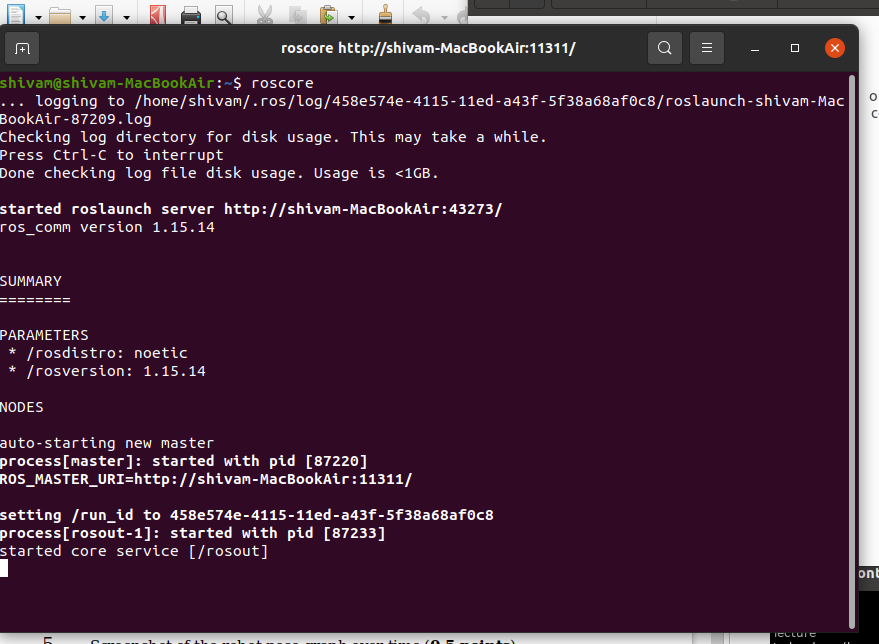 roscore http://shivam-MacBookAir:11311/
shivam@shivam-MacBookAir:~$ roscore
... logging to /home/shivam/.ros/log/458e574e-4115-11ed-a43f-5f38a68af0c8/roslaunch-shivam-Mac
BookAir-87209.log
Checking log directory for disk usage. This may take a while.
Press Ctrl-C to interrupt
Done checking log file disk usage. Usage is <1GB.
started roslaunch server http://shivam-MacBookAir:43273/
ros_comm version 1.15.14
SUMMARY
========
PARAMETERS
* /rosdistro: noetic
* /rosversion: 1.15.14
NODES
auto-starting new master
process[master]: started with pid [87220]
ROS_MASTER_URI=http://shivam-MacBookAir:11311/
setting /run_id to 458e574e-4115-11ed-a43f-5f38a68af0c8
process[rosout-1]: started with pid [87233]
started core service [/rosout]
5. Screenshot of the robot pose graph over time (0.5 points)
lecture